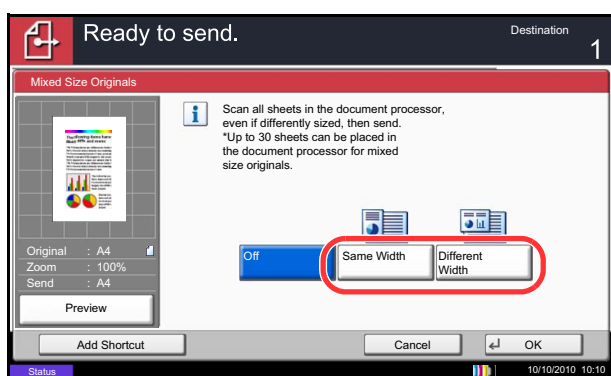 Ready to send.
Destination
1
Mixed Size Originals
Scan all sheets in the document processor,
even if differently sized, then send.
*Up to 30 sheets can be placed in
the document processor for mixed
size originals.
Original : A4
Zoom : 100%
Send : A4
Preview
Off
Same Width
Different
Width
Add Shortcut
Cancel
OK
Status
10/10/2010 10:10